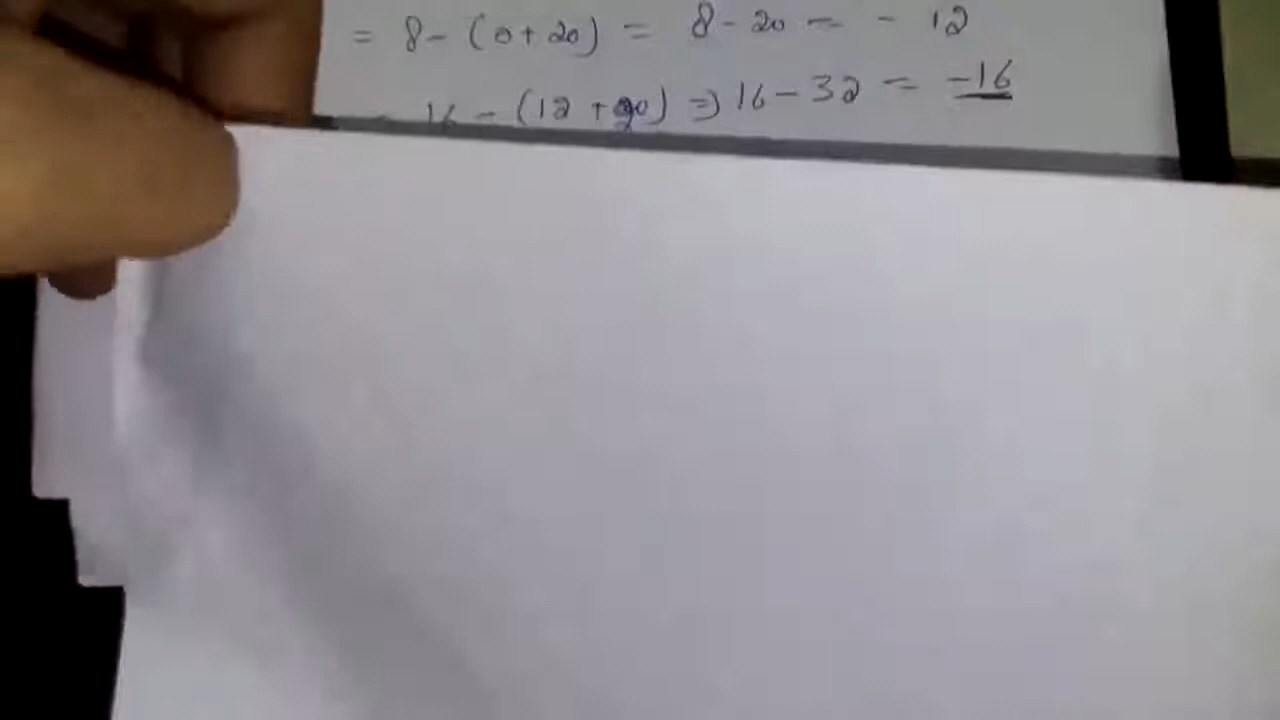 = 8 - (0 + 20) = 8 - 20 = - 12
= 16 - (12 + 20) ⇒ 16 - 32 = -16